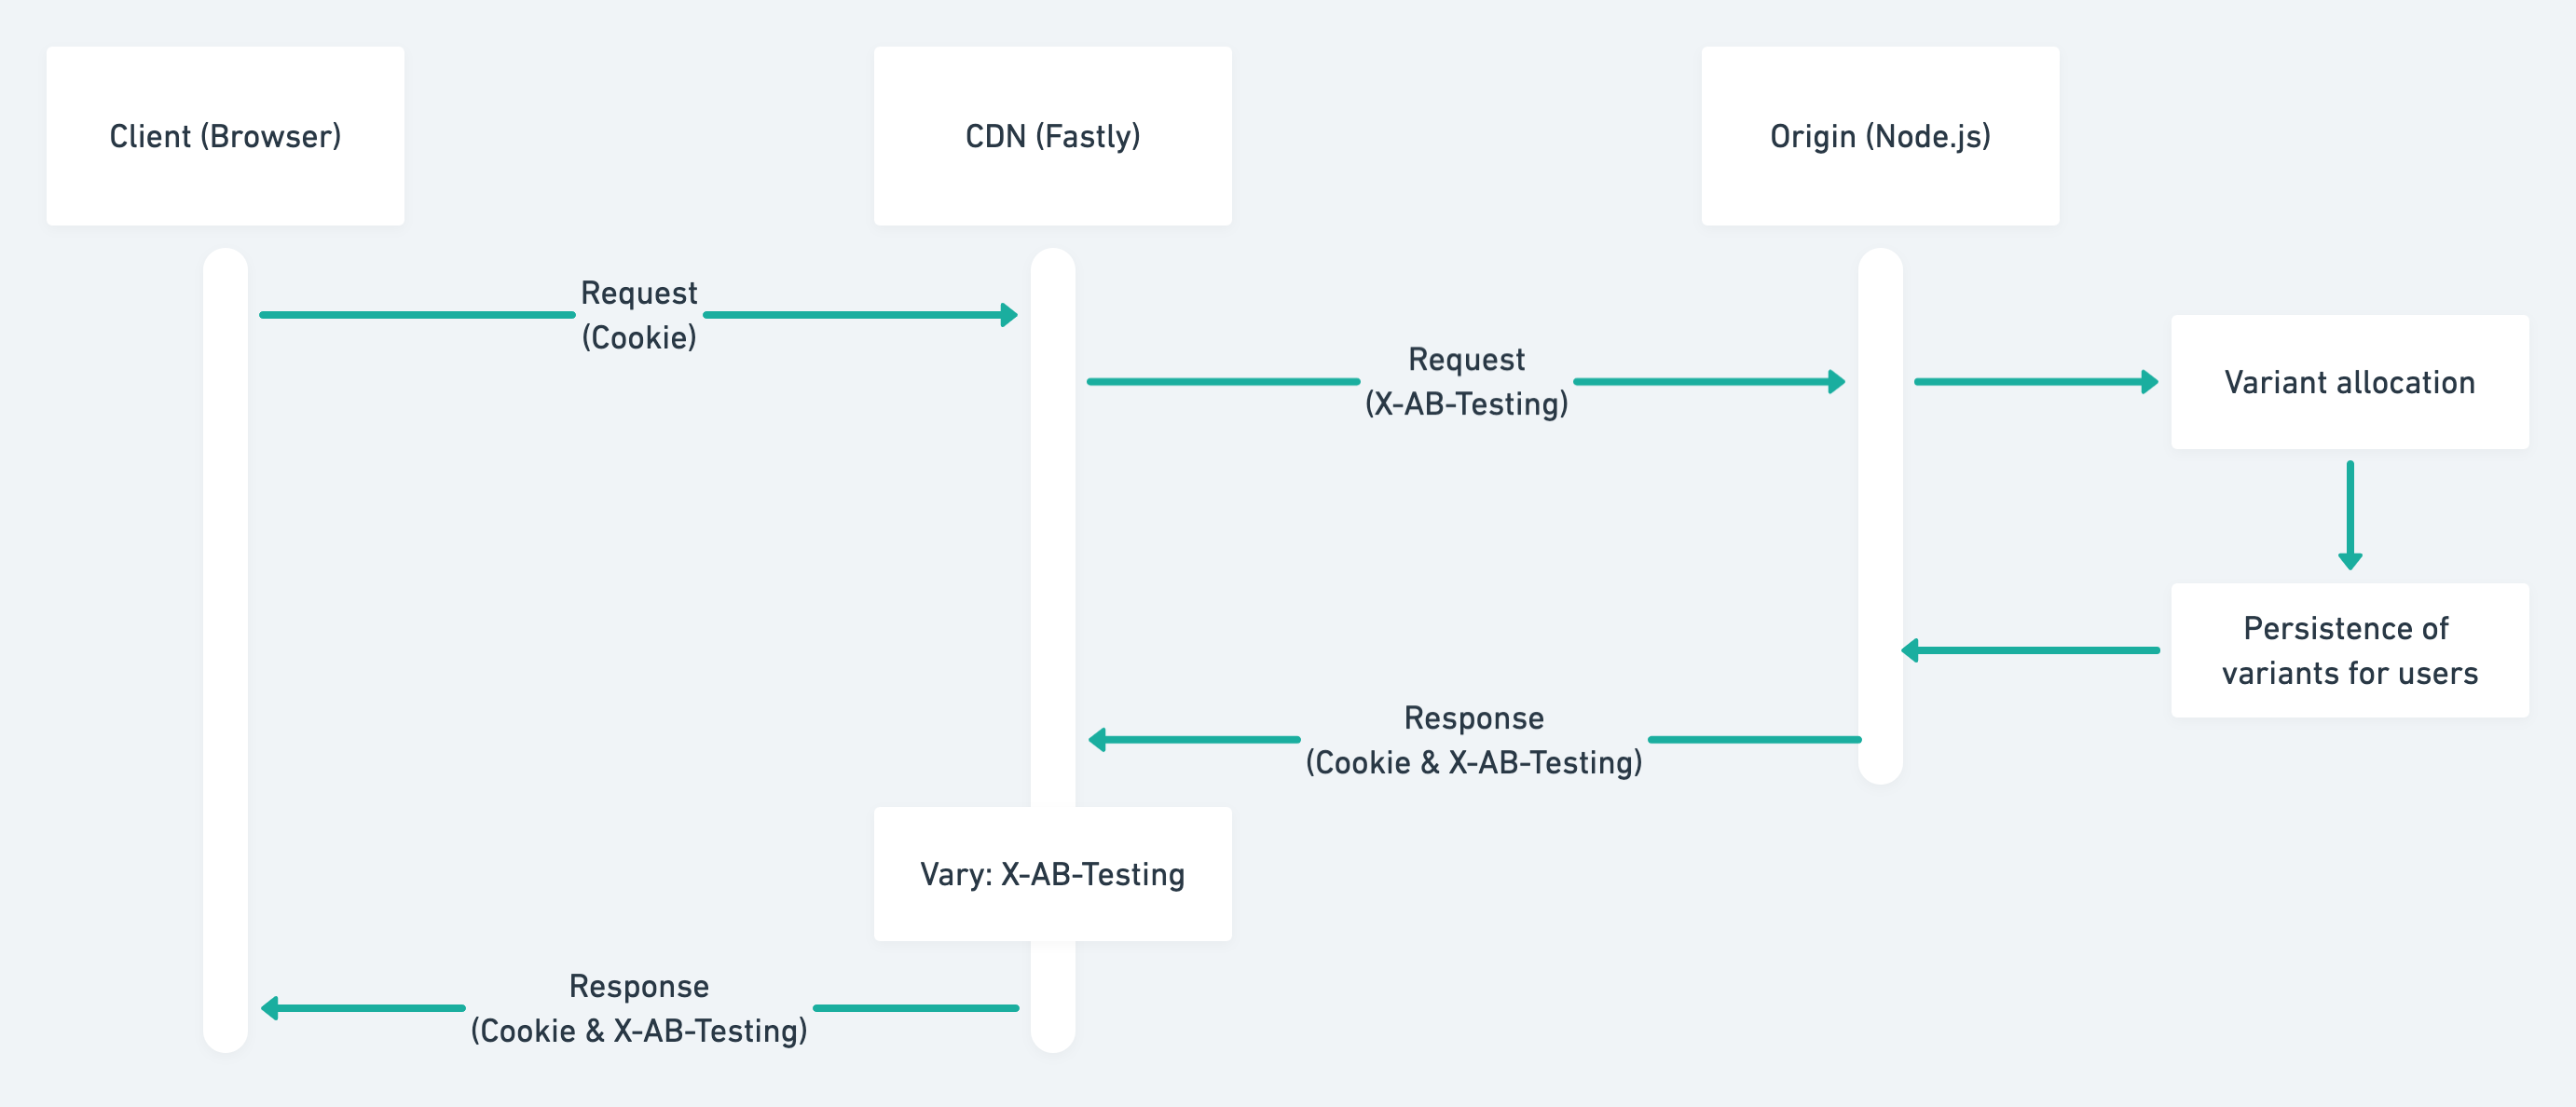 Client (Browser)
CDN (Fastly)
Origin (Node.js)
Request
(Cookie)
Request
(X-AB-Testing)
Variant allocation
Persistence of
variants for users
Response
(Cookie & X-AB-Testing)
Vary: X-AB-Testing
Response
(Cookie & X-AB-Testing)